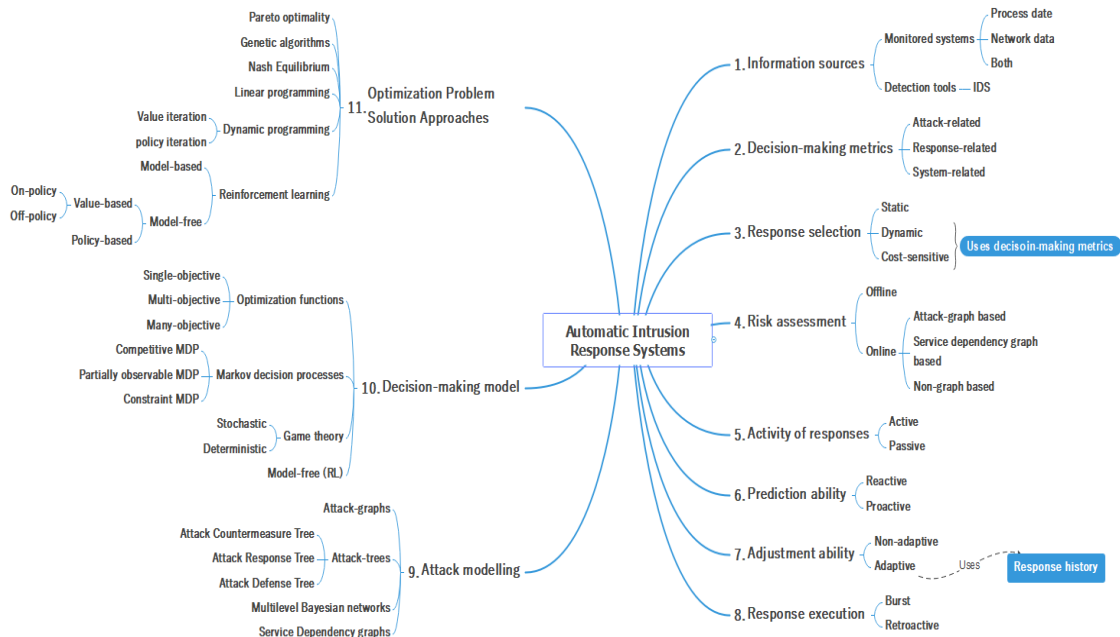 Automatic Intrusion
Response Systems
1. Information sources
Monitored systems
Process date
Network data
Both
Detection tools
IDS
2. Decision-making metrics
Attack-related
Response-related
System-related
3. Response selection
Static
Dynamic
Cost-sensitive
Uses decisoin-making metrics
4. Risk assessment
Offline
Online
Attack-graph based
Service dependency graph
based
Non-graph based
5. Activity of responses
Active
Passive
6. Prediction ability
Reactive
Proactive
7. Adjustment ability
Non-adaptive
Adaptive
Uses
Response history
8. Response execution
Burst
Retroactive
9. Attack modelling
Attack-graphs
Attack-trees
Attack Countermeasure Tree
Attack Response Tree
Attack Defense Tree
Multilevel Bayesian networks
Service Dependency graphs
10. Decision-making model
Optimization functions
Single-objective
Multi-objective
Many-objective
Markov decision processes
Competitive MDP
Partially observable MDP
Constraint MDP
Game theory
Stochastic
Deterministic
Model-free (RL)
11. Optimization Problem
Solution Approaches
Pareto optimality
Genetic algorithms
Nash Equilibrium
Linear programming
Dynamic programming
Value iteration
policy iteration
Reinforcement learning
Model-based
Model-free
Value-based
On-policy
Off-policy
Policy-based